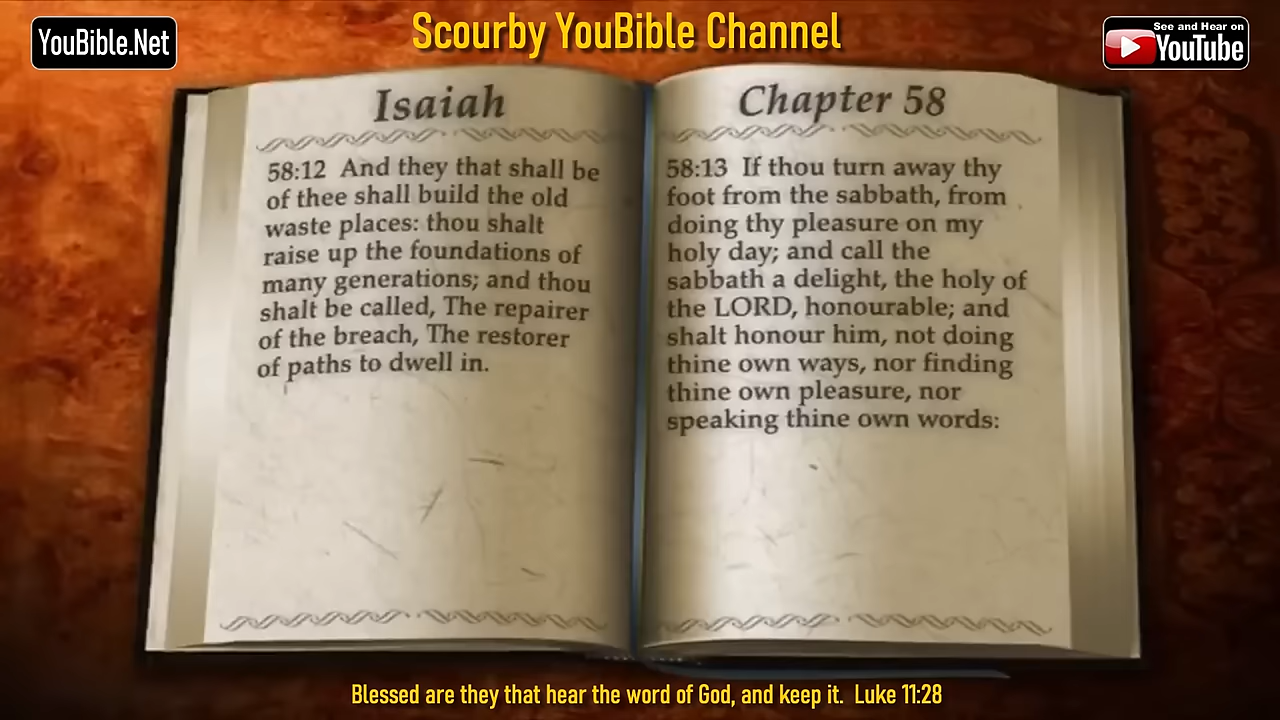 YouBible.Net
Scourby YouBible Channel
See and Hear on
YouTube
Isaiah
58:12 And they that shall be
of thee shall build the old
waste places: thou shalt
raise up the foundations of
many generations; and thou
shalt be called, The repairer
of the breach, The restorer
of paths to dwell in.
Chapter 58
58:13 If thou turn away thy
foot from the sabbath, from
doing thy pleasure on my
holy day; and call the
sabbath a delight, the holy of
the LORD, honourable; and
shalt honour him, not doing
thine own ways, nor finding
thine own pleasure, nor
speaking thine own words:
Blessed are they that hear the word of God, and keep it. Luke 11:28